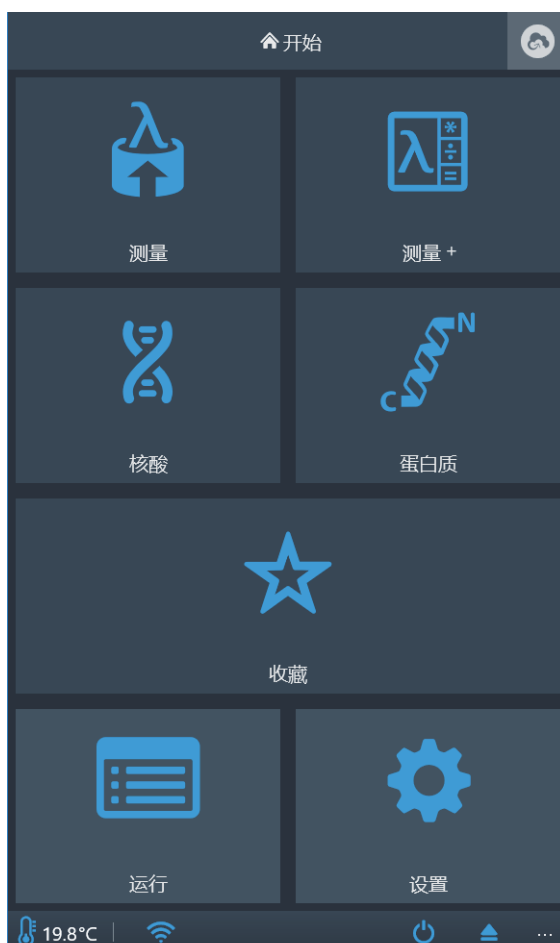 开始
λ
测量
λ * ÷ =
测量 +
核酸
N
C
蛋白质
收藏
运行
设置
19.8°C
...